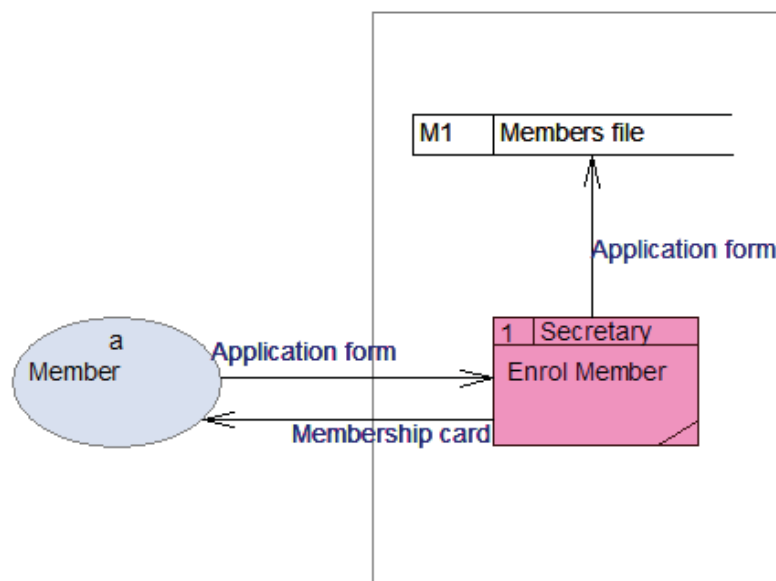 M1 Members file
Application form
a
Member
Application form
1 Secretary
Enrol Member
Membership card